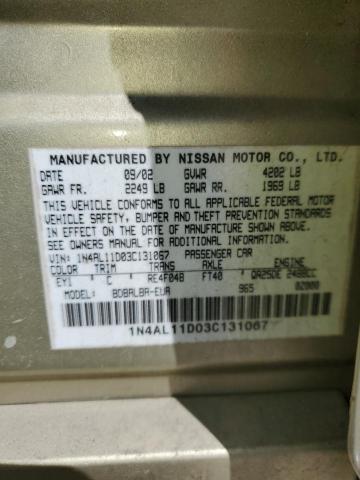 MANUFACTURED BY NISSAN MOTOR CO., LTD.
DATE 09/02 GVWR 4202 LB
GAWR FR. 2249 LB GAWR RR. 1969 LB
THIS VEHICLE CONFORMS TO ALL APPLICABLE FEDERAL MOTOR
VEHICLE SAFETY, BUMPER AND THEFT PREVENTION STANDARDS
IN EFFECT ON THE DATE OF MANUFACTURE SHOWN ABOVE.
SEE OWNERS MANUAL FOR ADDITIONAL INFORMATION.
VIN: 1N4AL11D03C131067 PASSENGER CAR
COLOR TRIM TRANS AXLE ENGINE
EY1 C RE4F04B FT40 QA25DE 2488CC
MODEL: BDBALBA-EUA 965 02000
1N4AL11D03C131067